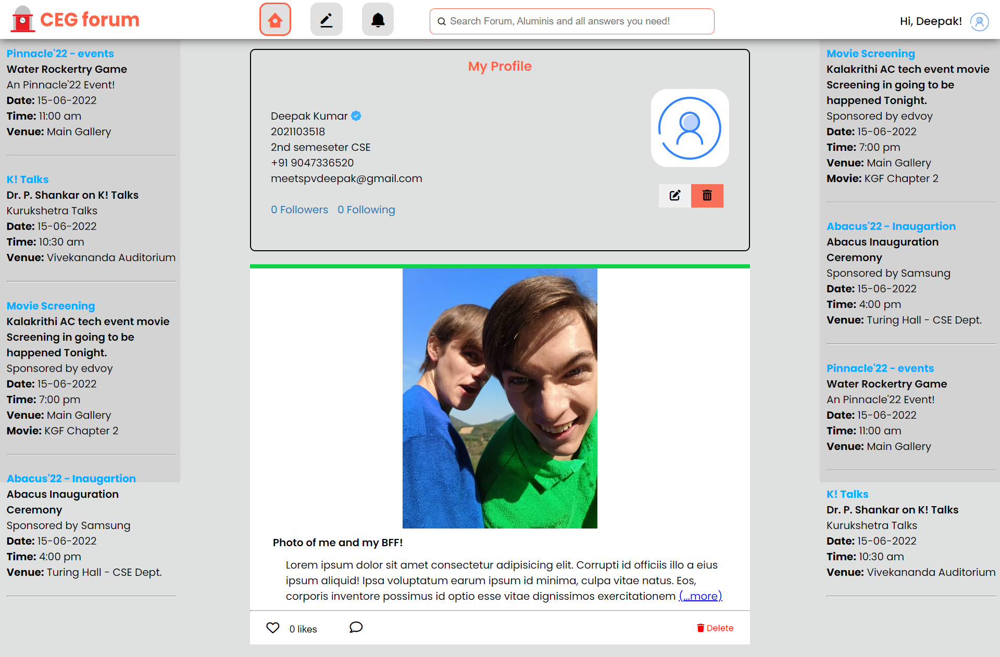 CEG forum
Search Forum, Aluminis and all answers you need!
Hi, Deepak!
Pinnacle'22 - events
Water Rockertry Game
An Pinnacle'22 Event!
Date: 15-06-2022
Time: 11:00 am
Venue: Main Gallery
K! Talks
Dr. P. Shankar on K! Talks
Kurukshetra Talks
Date: 15-06-2022
Time: 10:30 am
Venue: Vivekananda Auditorium
Movie Screening
Kalakrithi AC tech event movie
Screening in going to be
happened Tonight.
Sponsored by edvoy
Date: 15-06-2022
Time: 7:00 pm
Venue: Main Gallery
Movie: KGF Chapter 2
Abacus'22 - Inaugartion
Abacus Inauguration
Ceremony
Sponsored by Samsung
Date: 15-06-2022
Time: 4:00 pm
Venue: Turing Hall - CSE Dept.
My Profile
Deepak Kumar
2021103518
2nd semeseter CSE
+91 9047336520
meetspvdeepak@gmail.com
0 Followers 0 Following
Photo of me and my BFF!
Lorem ipsum dolor sit amet consectetur adipisicing elit. Corrupti id officiis illo a eius
ipsum aliquid! Ipsa voluptatum earum ipsum id minima, culpa vitae natus. Eos,
corporis inventore possimus id optio esse vitae dignissimos exercitationem (...more)
0 likes
Delete
Movie Screening
Kalakrithi AC tech event movie
Screening in going to be
happened Tonight.
Sponsored by edvoy
Date: 15-06-2022
Time: 7:00 pm
Venue: Main Gallery
Movie: KGF Chapter 2
Abacus'22 - Inaugartion
Abacus Inauguration
Ceremony
Sponsored by Samsung
Date: 15-06-2022
Time: 4:00 pm
Venue: Turing Hall - CSE Dept.
Pinnacle'22 - events
Water Rockertry Game
An Pinnacle'22 Event!
Date: 15-06-2022
Time: 11:00 am
Venue: Main Gallery
K! Talks
Dr. P. Shankar on K! Talks
Kurukshetra Talks
Date: 15-06-2022
Time: 10:30 am
Venue: Vivekananda Auditorium